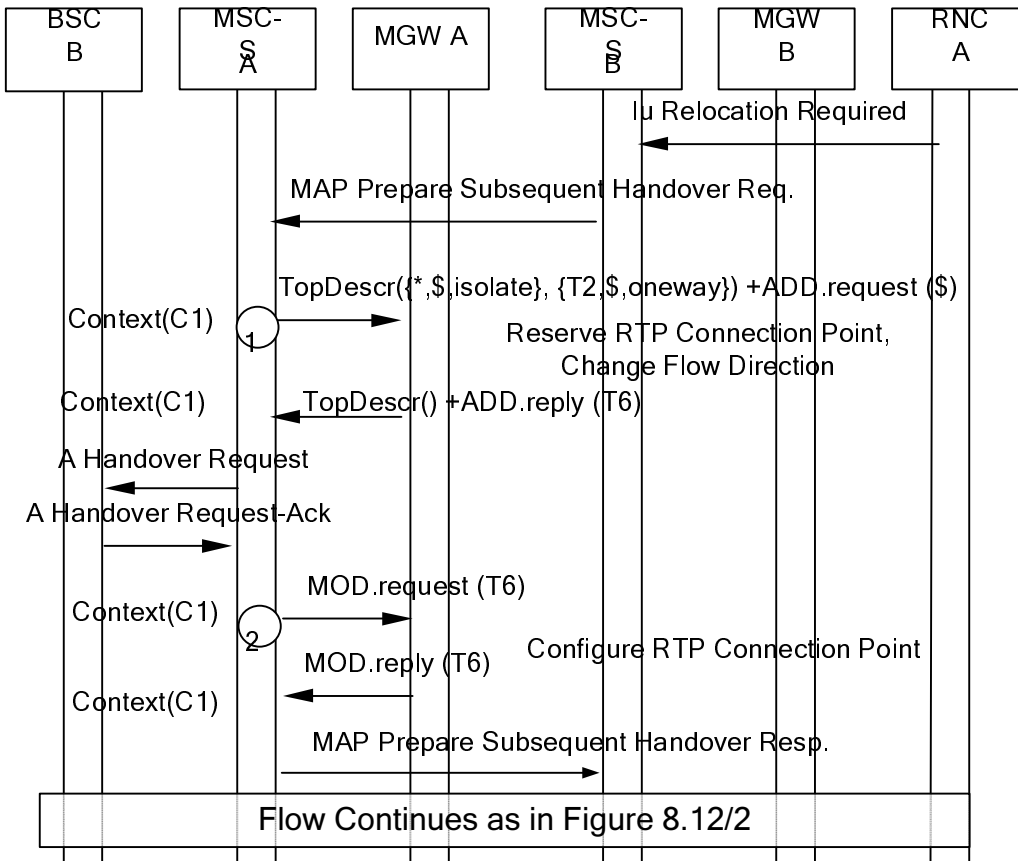 BSC
B
MSC-
S
A
MGW A
MSC-
S
B
MGW
B
RNC
A
Iu Relocation Required
MAP Prepare Subsequent Handover Req.
TopDescr({*,$,isolate}, {T2,$,oneway}) +ADD.request ($)
Context(C1)
1
Reserve RTP Connection Point,
Change Flow Direction
Context(C1)
TopDescr() +ADD.reply (T6)
A Handover Request
A Handover Request-Ack
MOD.request (T6)
Context(C1)
2
Configure RTP Connection Point
MOD.reply (T6)
Context(C1)
MAP Prepare Subsequent Handover Resp.
Flow Continues as in Figure 8.12/2